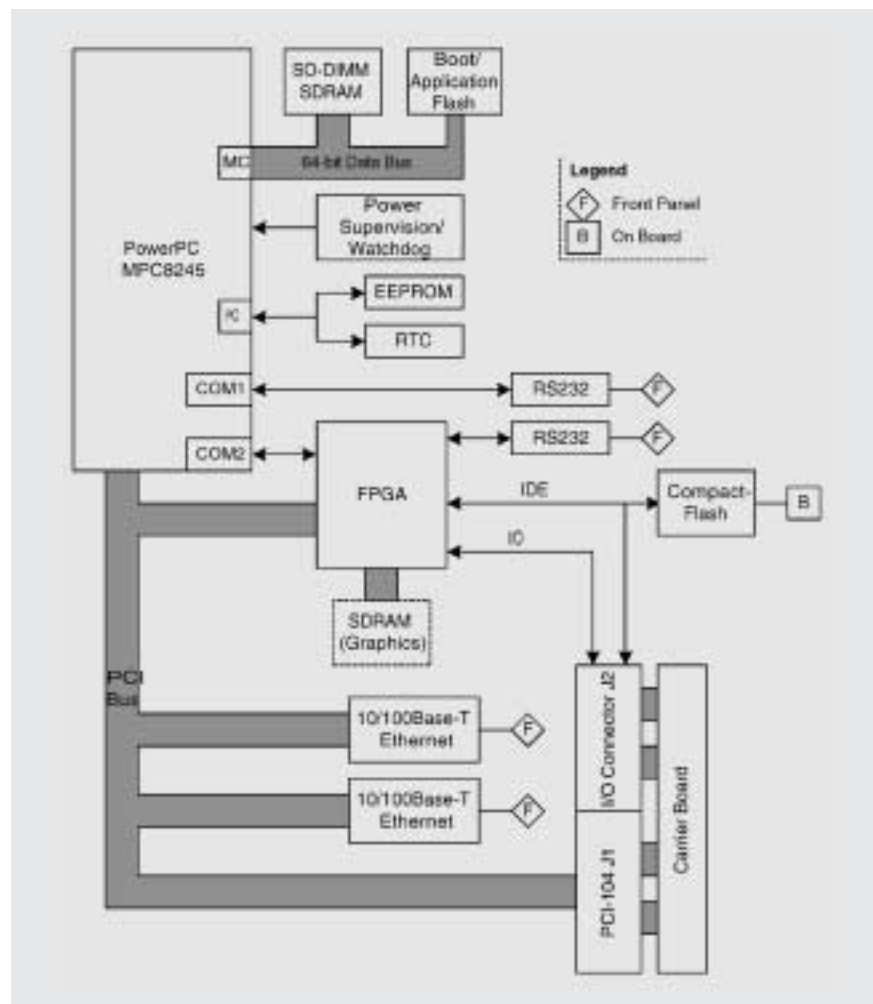 SO-DIMM
SDRAM
Boot/
Application
Flash
MC
64-bit Data Bus
Legend
F
Front Panel
B
On Board
Power
Supervision/
Watchdog
PowerPC
MPC8245
EEPROM
RTC
COM1
RS232
F
COM2
RS232
F
FPGA
IDE
Compact-
Flash
B
SDRAM
(Graphics)
PCI
Bus
10/100Base-T
Ethernet
F
10/100Base-T
Ethernet
F
I/O Connector J2
PCI-104 J1
Carrier Board